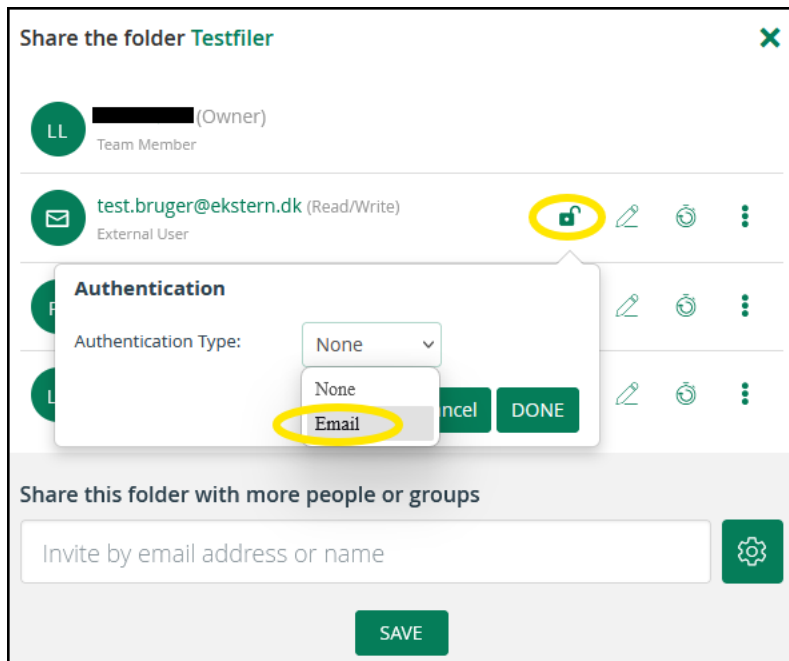 Share the folder Testfiler
LL
(Owner)
Team Member
test.bruger@ekstern.dk (Read/Write)
External User
Authentication
Authentication Type:
None
None
Email
DONE
Share this folder with more people or groups
Invite by email address or name
SAVE